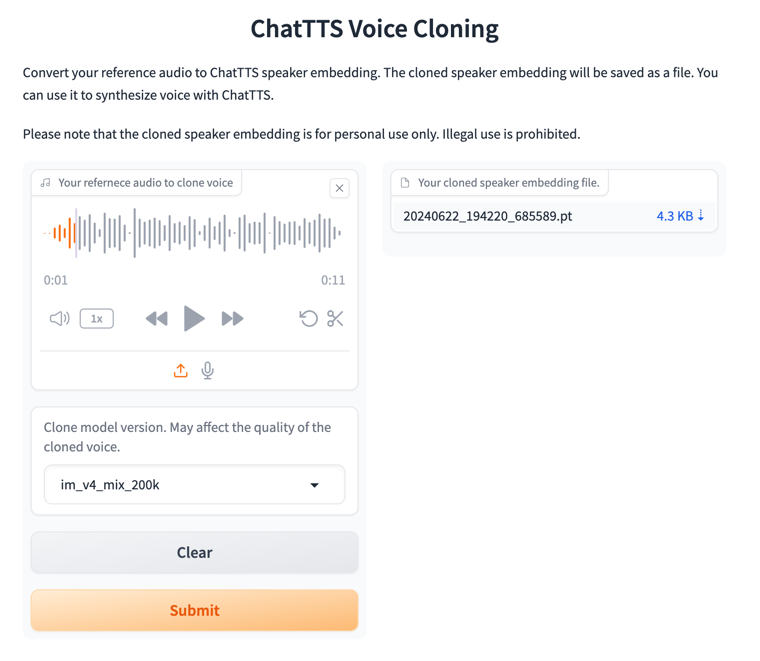 ChatTTS Voice Cloning
Convert your reference audio to ChatTTS speaker embedding. The cloned speaker embedding will be saved as a file. You
can use it to synthesize voice with ChatTTS.
Please note that the cloned speaker embedding is for personal use only. Illegal use is prohibited.
Your refernece audio to clone voice
0:01
0:11
1x
Clone model version. May affect the quality of the
cloned voice.
im_v4_mix_200k
Clear
Submit
Your cloned speaker embedding file.
20240622_194220_685589.pt
4.3 KB ⇣